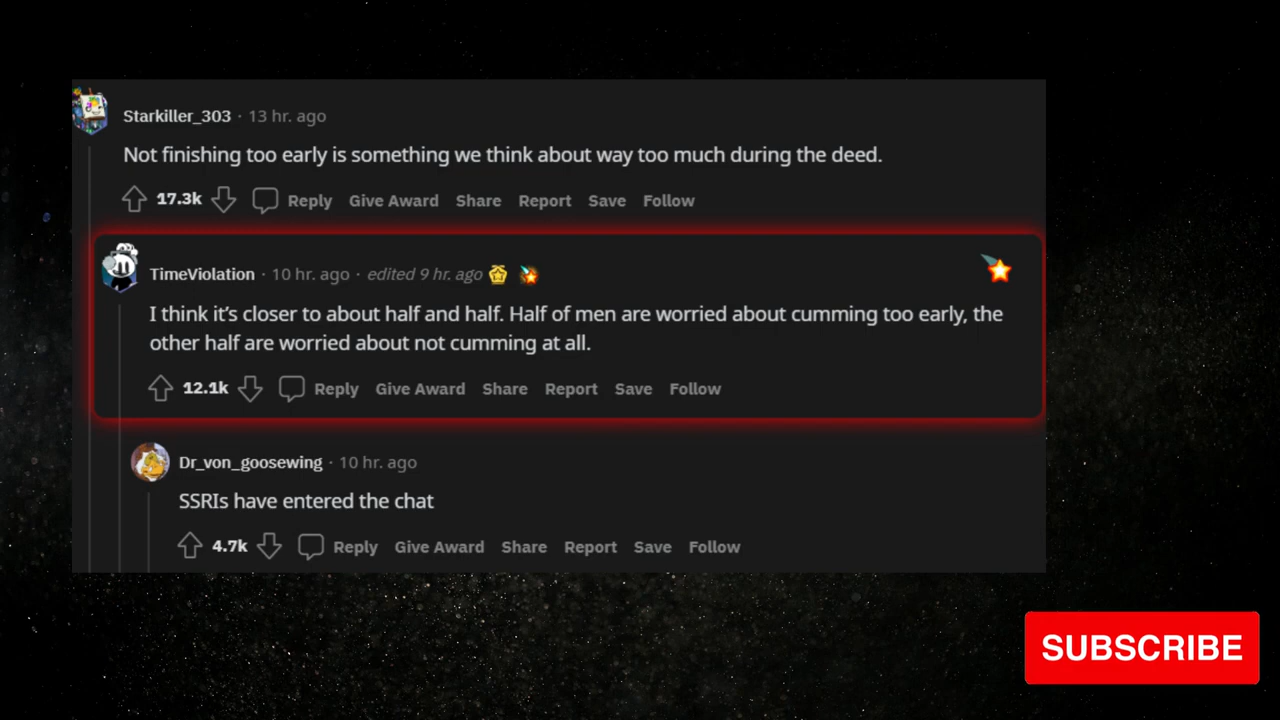 Starkiller_303 · 13 hr. ago
Not finishing too early is something we think about way too much during the deed.
17.3k Reply Give Award Share Report Save Follow
TimeViolation · 10 hr. ago · edited 9 hr. ago
I think it’s closer to about half and half. Half of men are worried about cumming too early, the
other half are worried about not cumming at all.
12.1k Reply Give Award Share Report Save Follow
Dr_von_goosewing · 10 hr. ago
SSRIs have entered the chat
4.7k Reply Give Award Share Report Save Follow
SUBSCRIBE